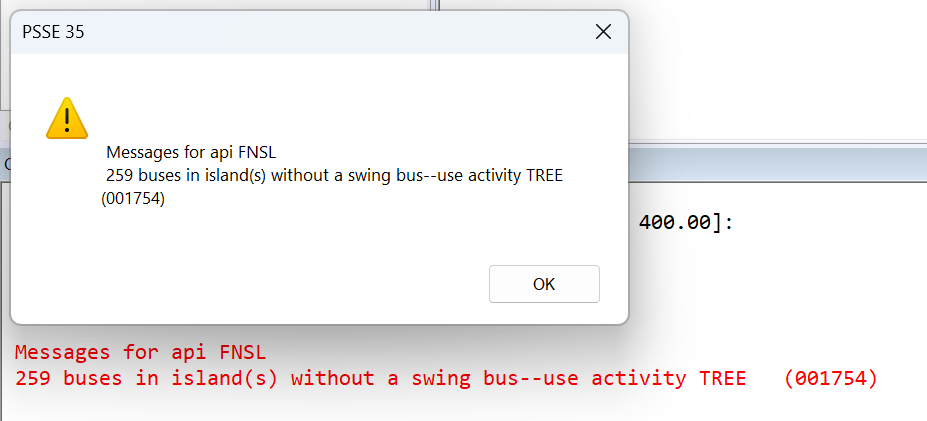 PSSE 35
Messages for api FNSL
259 buses in island(s) without a swing bus--use activity TREE
(001754)
400.00]:
OK
Messages for api FNSL
259 buses in island(s) without a swing bus--use activity TREE (001754)